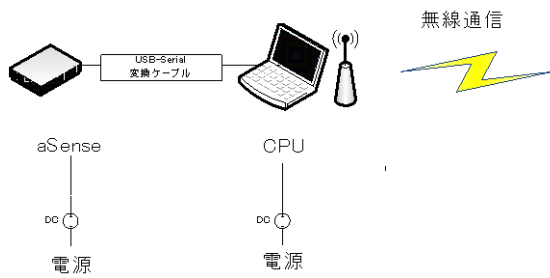 無線通信
USB-Serial
変換ケーブル
aSense
CPU
DC
DC
電源
電源